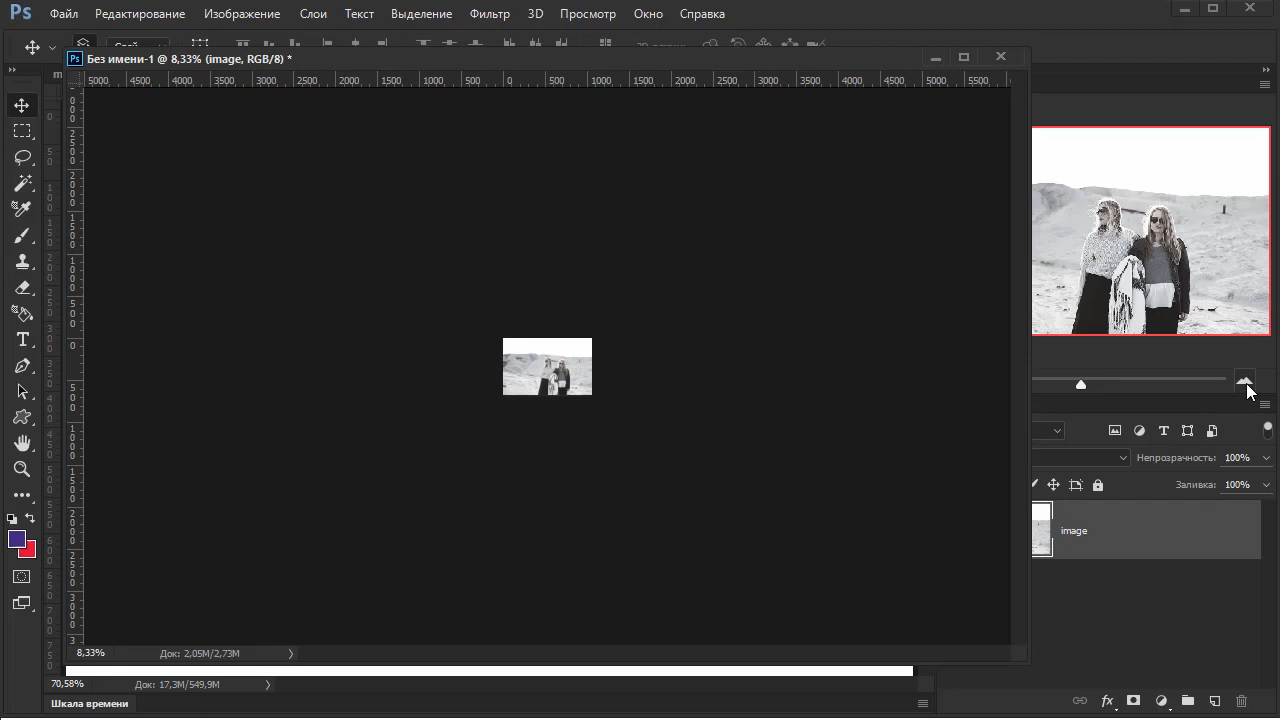 Ps Файл Редактирование Изображение Слои Текст Выделение Фильтр 3D Просмотр Окно Справка
Ps Без имени-1 @ 8,33% (image, RGB/8) *
5000 4500 4000 3500 3000 2500 2000 1500 1000 500 0 500 1000 1500 2000 2500 3000 3500 4000 4500 5000 5500
Непрозрачность: 100%
Заливка: 100%
image
8,33% Док: 2,05M/2,73M
70,58% Док: 17,3M/549,9M
Шкала времени
fx